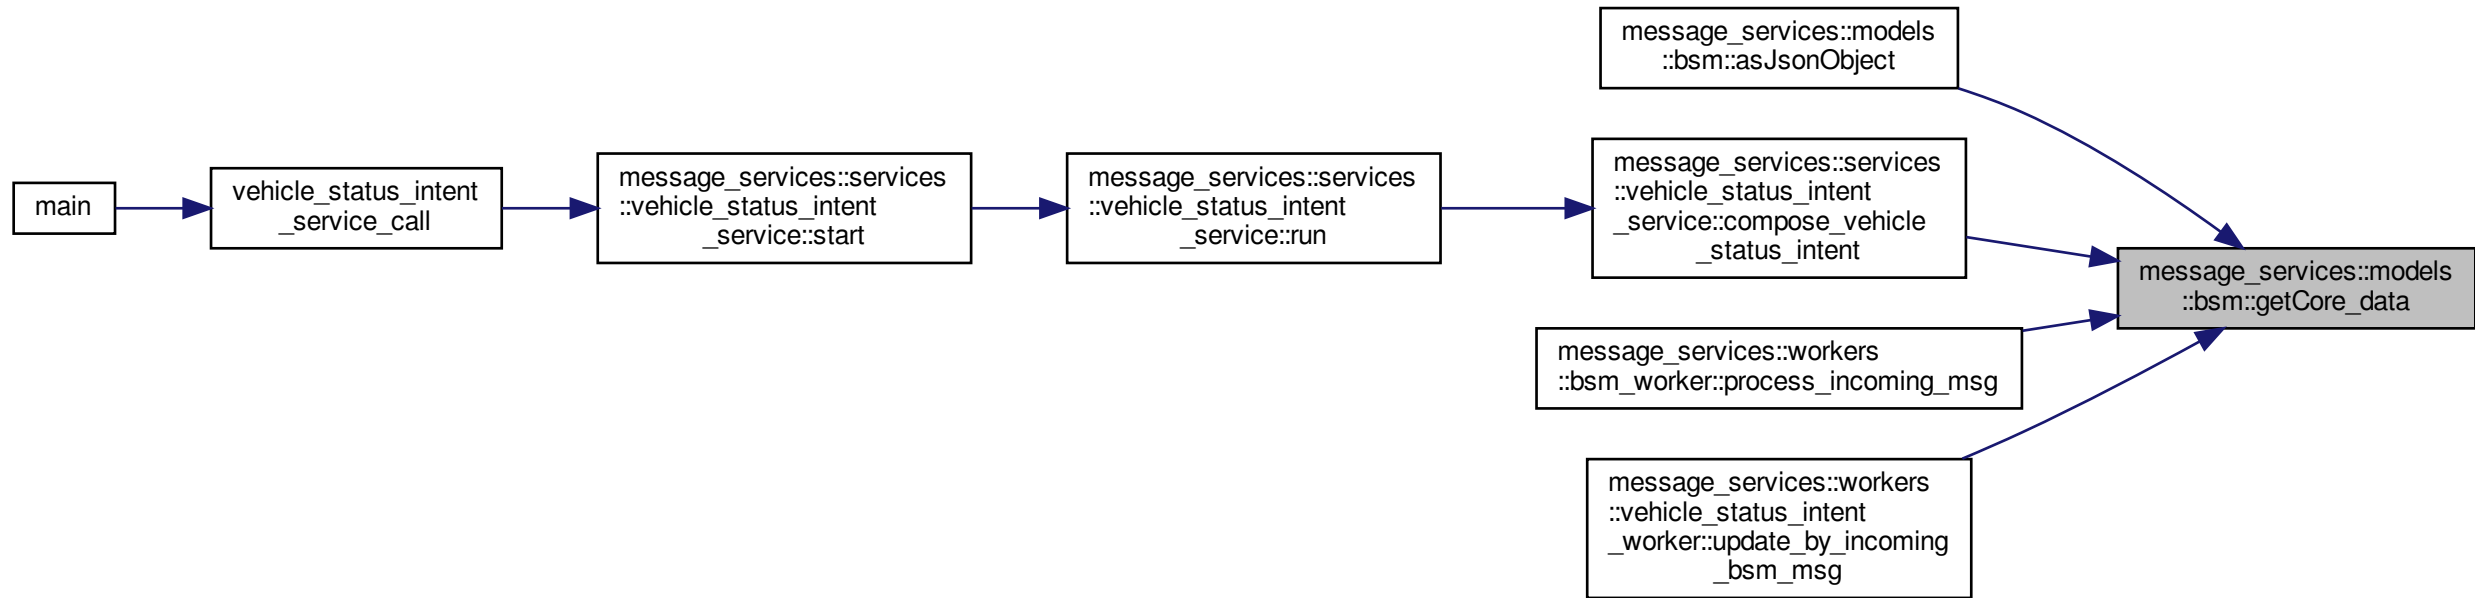 main
vehicle_status_intent
_service_call
message_services::services
::vehicle_status_intent
_service::start
message_services::services
::vehicle_status_intent
_service::run
message_services::models
::bsm::asJsonObject
message_services::services
::vehicle_status_intent
_service::compose_vehicle
_status_intent
message_services::workers
::bsm_worker::process_incoming_msg
message_services::workers
::vehicle_status_intent
_worker::update_by_incoming
_bsm_msg
message_services::models
::bsm::getCore_data